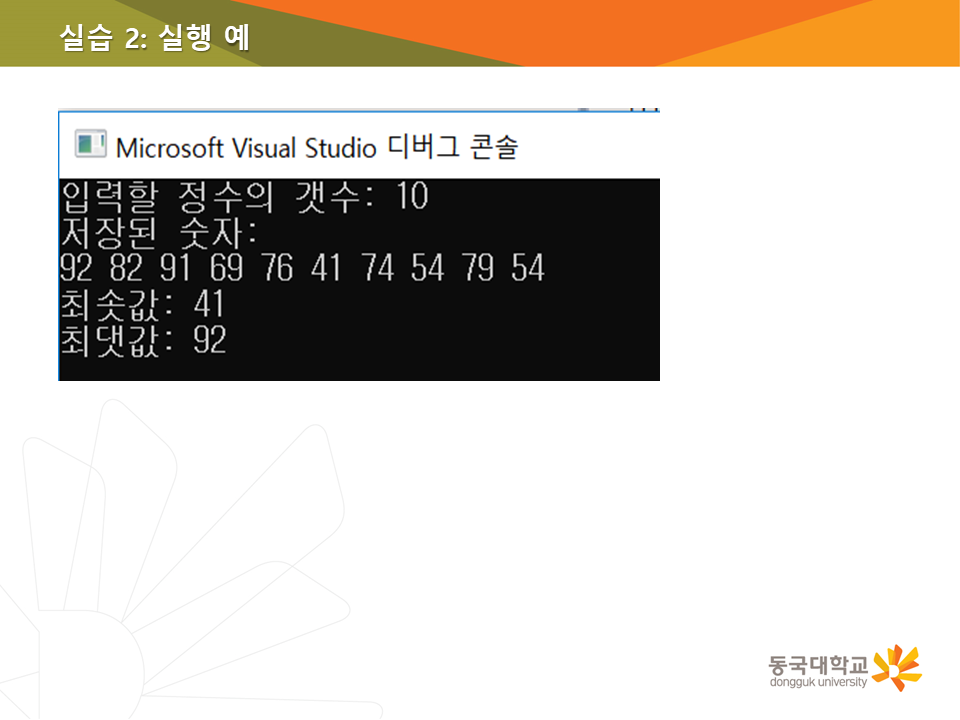 실습 2: 실행 예
Microsoft Visual Studio 디버그 콘솔
입력할 정수의 갯수: 10
저장된 숫자:
92 82 91 69 76 41 74 54 79 54
최솟값: 41
최댓값: 92
동국대학교
dongguk university